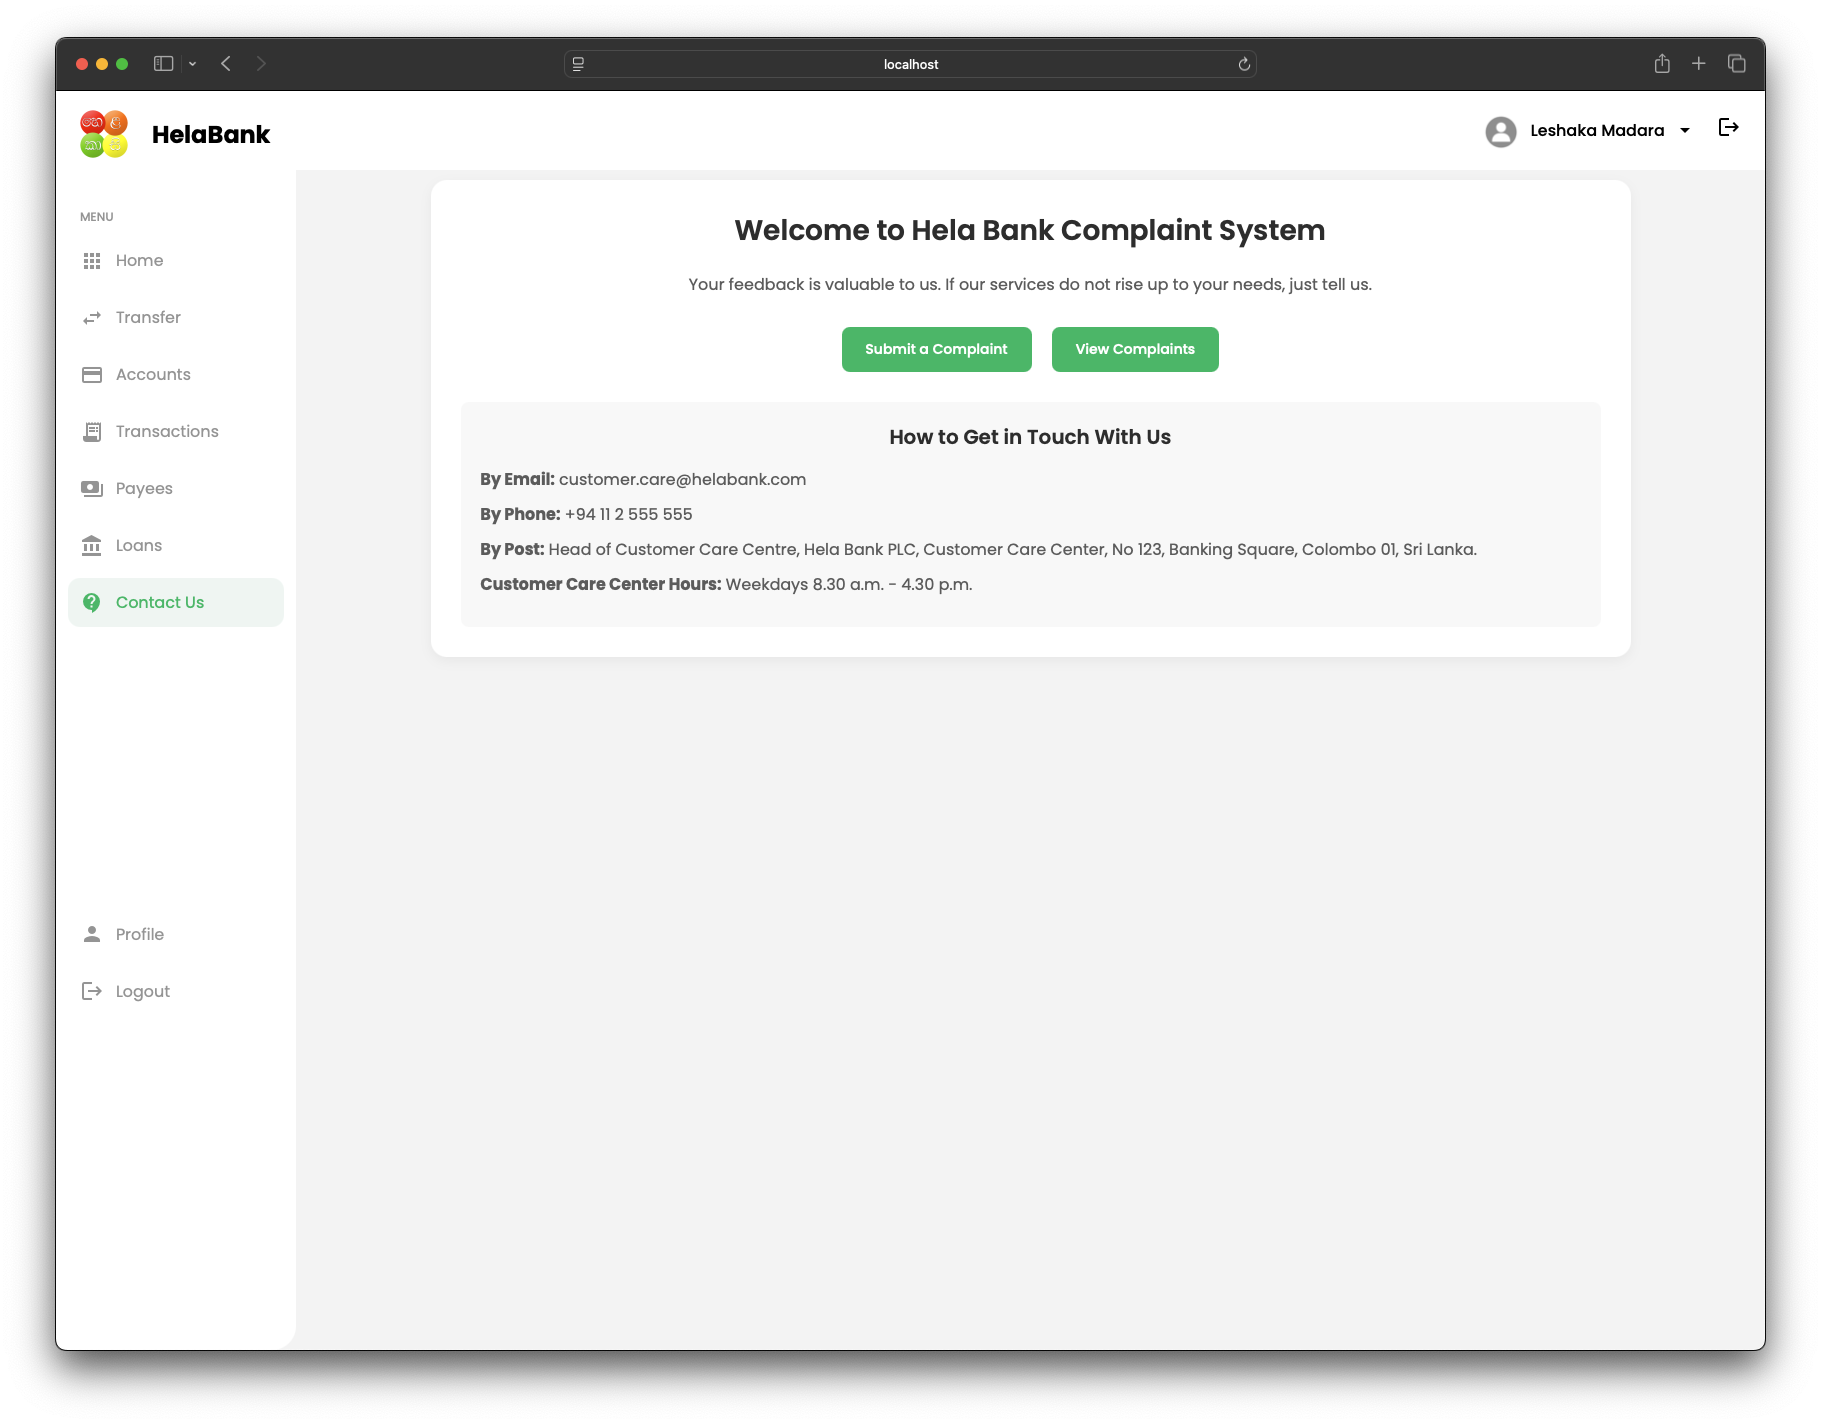 localhost
හෙ ළි
කා ප්
HelaBank
Leshaka Madara
MENU
Home
Transfer
Accounts
Transactions
Payees
Loans
Contact Us
Profile
Logout
Welcome to Hela Bank Complaint System
Your feedback is valuable to us. If our services do not rise up to your needs, just tell us.
Submit a Complaint
View Complaints
How to Get in Touch With Us
By Email: customer.care@helabank.com
By Phone: +94 11 2 555 555
By Post: Head of Customer Care Centre, Hela Bank PLC, Customer Care Center, No 123, Banking Square, Colombo 01, Sri Lanka.
Customer Care Center Hours: Weekdays 8.30 a.m. - 4.30 p.m.